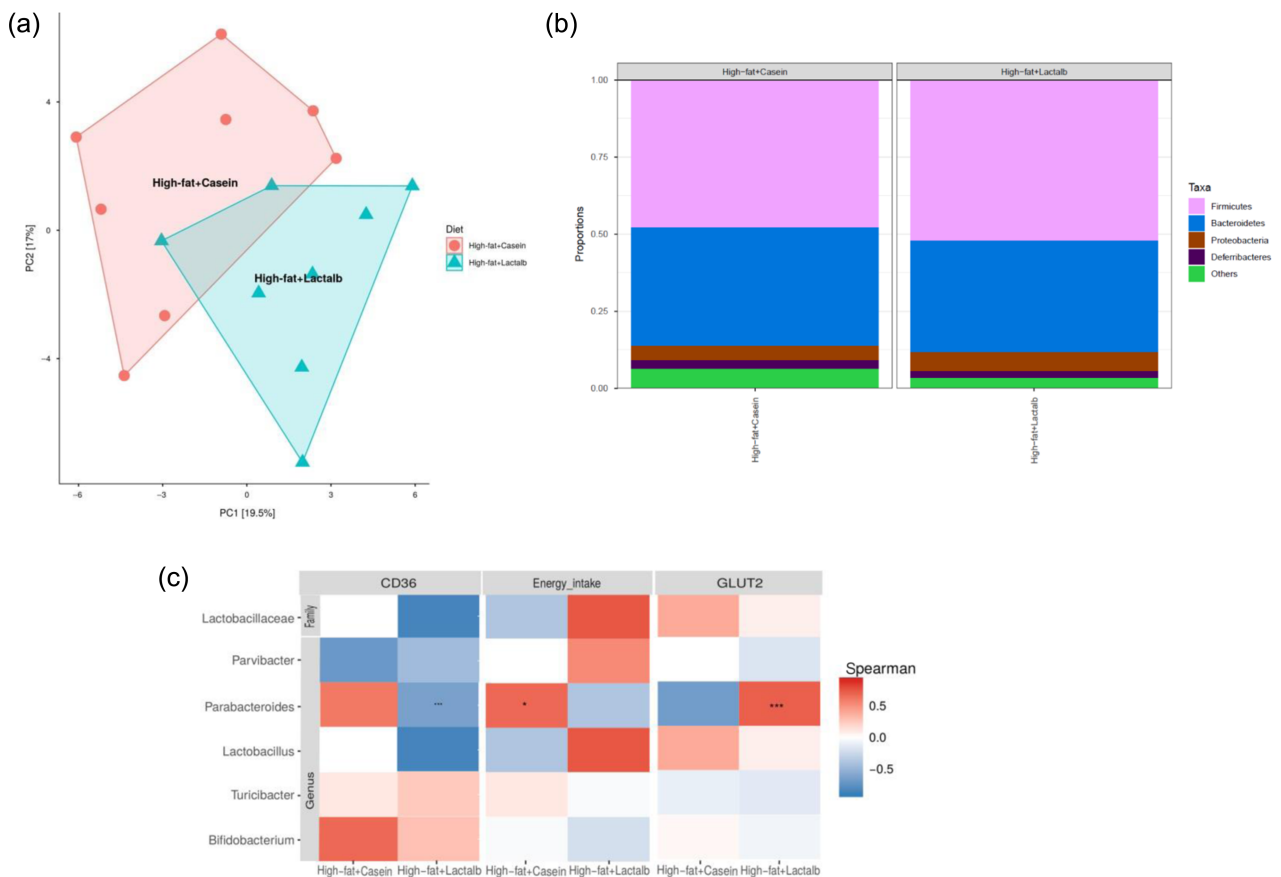 (a)
4
0
−4
PC2 [17%]
High−fat+Casein
High−fat+Lactalb
−6
−3
0
3
6
PC1 [19.5%]
Diet
High−fat+Casein
High−fat+Lactalb
(b)
High−fat+Casein
High−fat+Lactalb
1.00
0.75
0.50
0.25
0.00
Proportions
High−fat+Casein
High−fat+Lactalb
Taxa
Firmicutes
Bacteroidetes
Proteobacteria
Deferribacteres
Others
(c)
CD36
Energy_intake
GLUT2
Family
Genus
Lactobacillaceae
Parvibacter
Parabacteroides
***
*
***
Lactobacillus
Turicibacter
Bifidobacterium
High−fat+Casein
High−fat+Lactalb
High−fat+Casein
High−fat+Lactalb
High−fat+Casein
High−fat+Lactalb
Spearman
0.5
0.0
−0.5